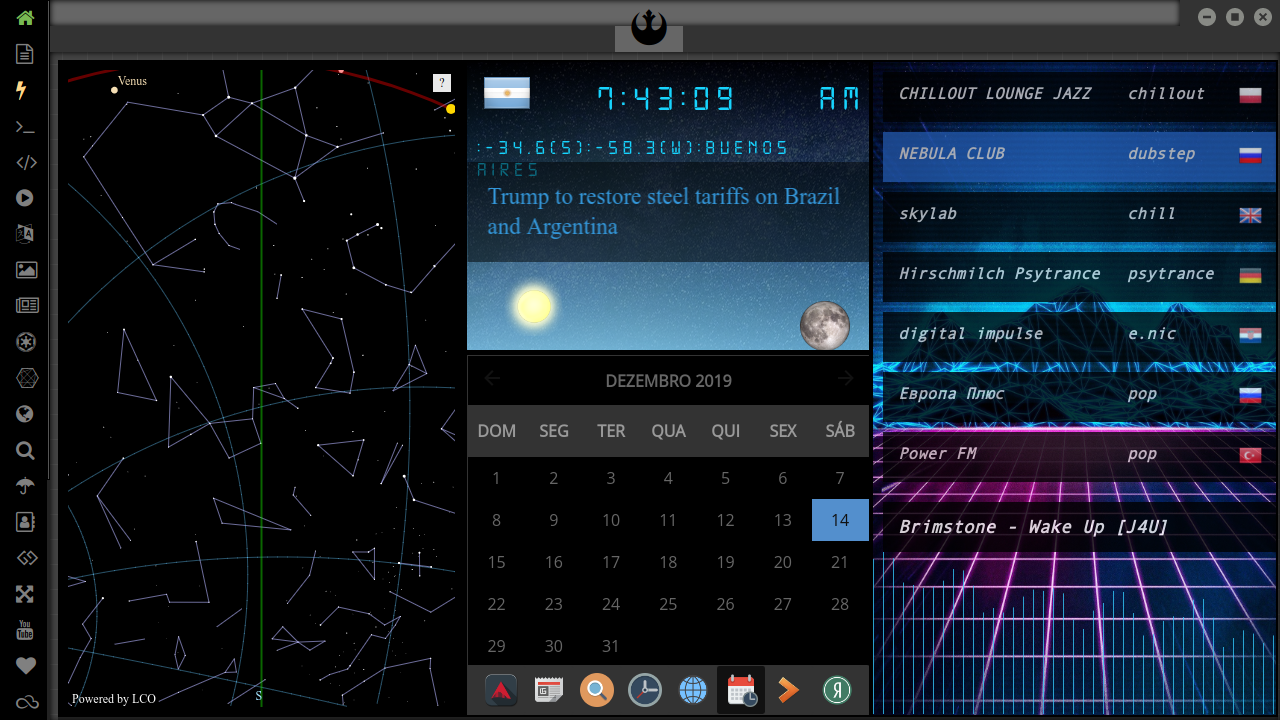 Venus
?
S
Powered by LCO
7:43:09 AM
:-34.6(S):-58.3(W):BUENOS
AIRES
Trump to restore steel tariffs on Brazil
and Argentina
DEZEMBRO 2019
DOM SEG TER QUA QUI SEX SÁB
1 2 3 4 5 6 7
8 9 10 11 12 13 14
15 16 17 18 19 20 21
22 23 24 25 26 27 28
29 30 31
Я
CHILLOUT LOUNGE JAZZ chillout
NEBULA CLUB dubstep
skylab chill
Hirschmilch Psytrance psytrance
digital impulse e.nic
Европа Плюс pop
Power FM pop
Brimstone - Wake Up [J4U]
You
Tube